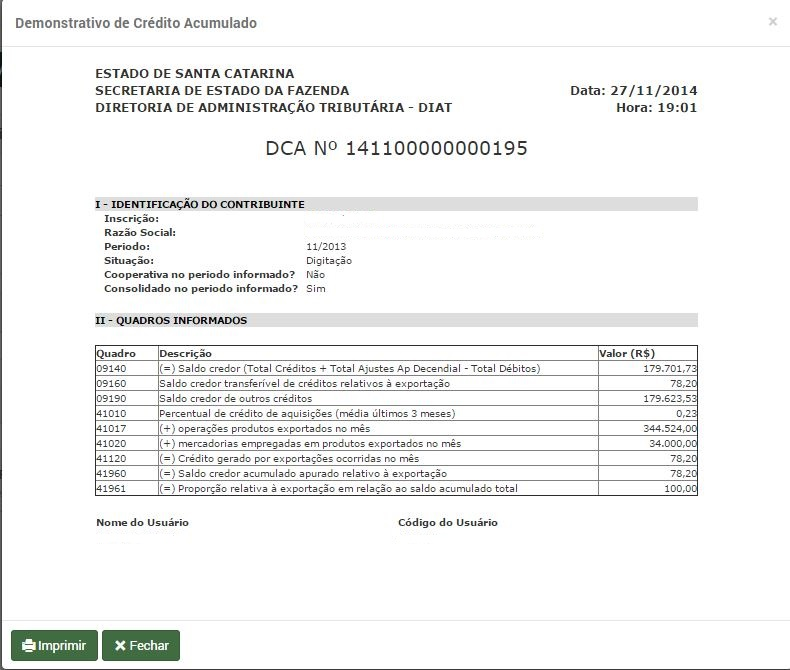 Demonstrativo de Crédito Acumulado ×
ESTADO DE SANTA CATARINA
SECRETARIA DE ESTADO DA FAZENDA Data: 27/11/2014
DIRETORIA DE ADMINISTRAÇÃO TRIBUTÁRIA - DIAT Hora: 19:01
DCA Nº 141100000000195
I - IDENTIFICAÇÃO DO CONTRIBUINTE
Inscrição:
Razão Social:
Periodo: 11/2013
Situação: Digitação
Cooperativa no periodo informado? Não
Consolidado no periodo informado? Sim
II - QUADROS INFORMADOS
Quadro Descrição Valor (R$)
09140 (=) Saldo credor (Total Créditos + Total Ajustes Ap Decendial - Total Débitos) 179.701,73
09160 Saldo credor transferível de créditos relativos à exportação 78,20
09190 Saldo credor de outros créditos 179.623,53
41010 Percentual de crédito de aquisições (média últimos 3 meses) 0,23
41017 (+) operações produtos exportados no mês 344.524,00
41020 (+) mercadorias empregadas em produtos exportados no mês 34.000,00
41120 (=) Crédito gerado por exportações ocorridas no mês 78,20
41960 (=) Saldo credor acumulado apurado relativo à exportação 78,20
41961 (=) Proporção relativa à exportação em relação ao saldo acumulado total 100,00
Nome do Usuário Código do Usuário
Imprimir Fechar